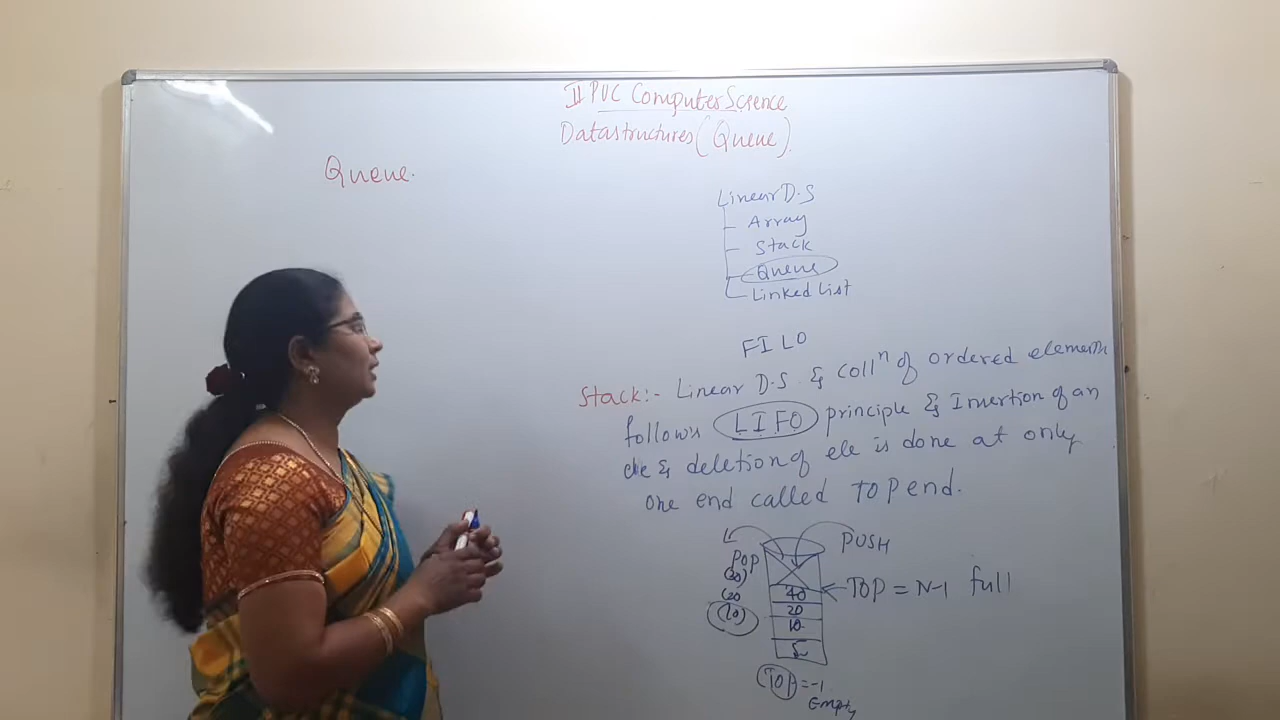 II PUC Computer Science
Datastructures (Queue)
Queue.
Linear D.S
Array
Stack
Queue
Linked List
FILO
Stack:- Linear D.S & collⁿ of ordered elements
follows LIFO principle & Insertion of an
ele & deletion of ele is done at only
one end called TOP end.
POP
PUSH
(20
(10)
40
20
10
TOP = N-1 full
TOP = -1
Empty